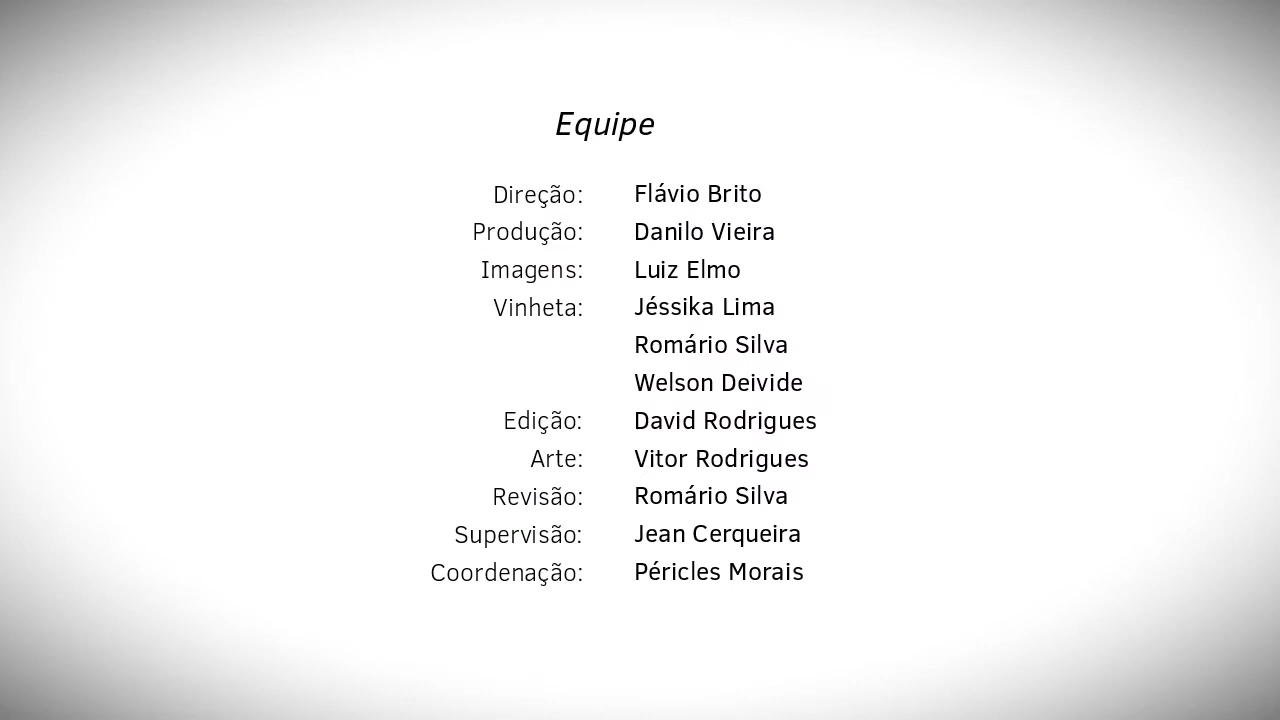 Equipe
Direção: Flávio Brito
Produção: Danilo Vieira
Imagens: Luiz Elmo
Vinheta: Jéssika Lima
Romário Silva
Welson Deivide
Edição: David Rodrigues
Arte: Vitor Rodrigues
Revisão: Romário Silva
Supervisão: Jean Cerqueira
Coordenação: Péricles Morais